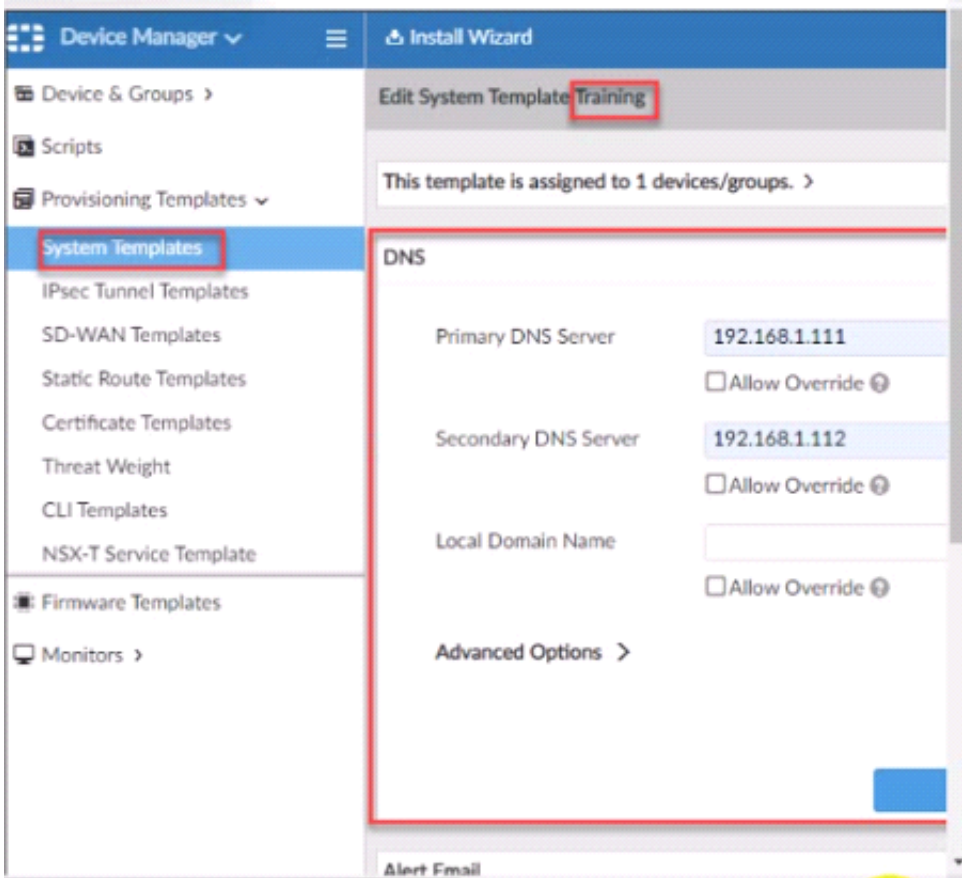 Device Manager
Install Wizard
Device & Groups
Scripts
Provisioning Templates
System Templates
IPsec Tunnel Templates
SD-WAN Templates
Static Route Templates
Certificate Templates
Threat Weight
CLI Templates
NSX-T Service Template
Firmware Templates
Monitors
Edit System Template Training
This template is assigned to 1 devices/groups.
DNS
Primary DNS Server 192.168.1.111
Allow Override
Secondary DNS Server 192.168.1.112
Allow Override
Local Domain Name
Allow Override
Advanced Options
Alert Email